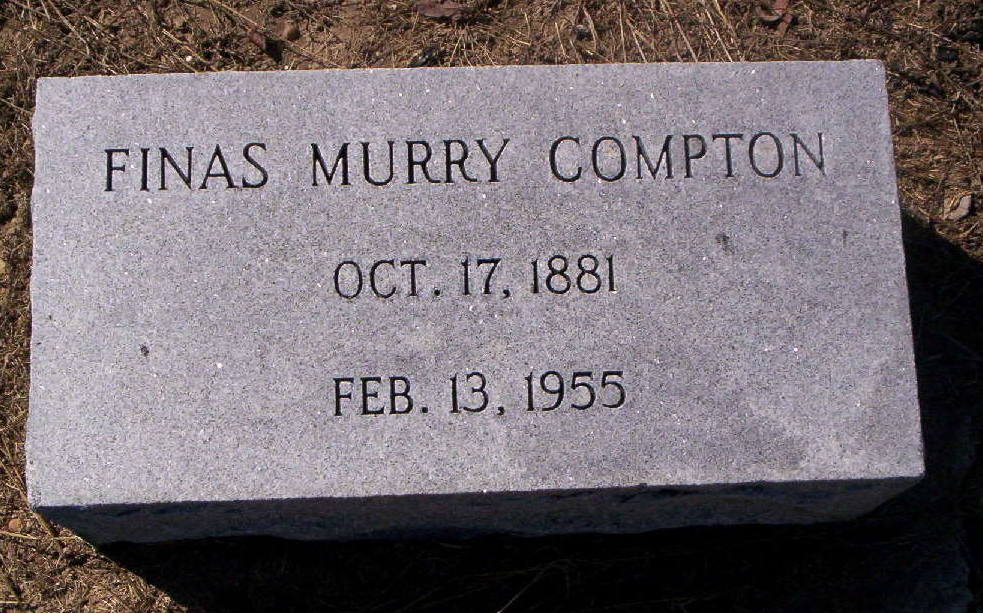 FINAS MURRY COMPTON
OCT. 17, 1881
FEB. 13, 1955